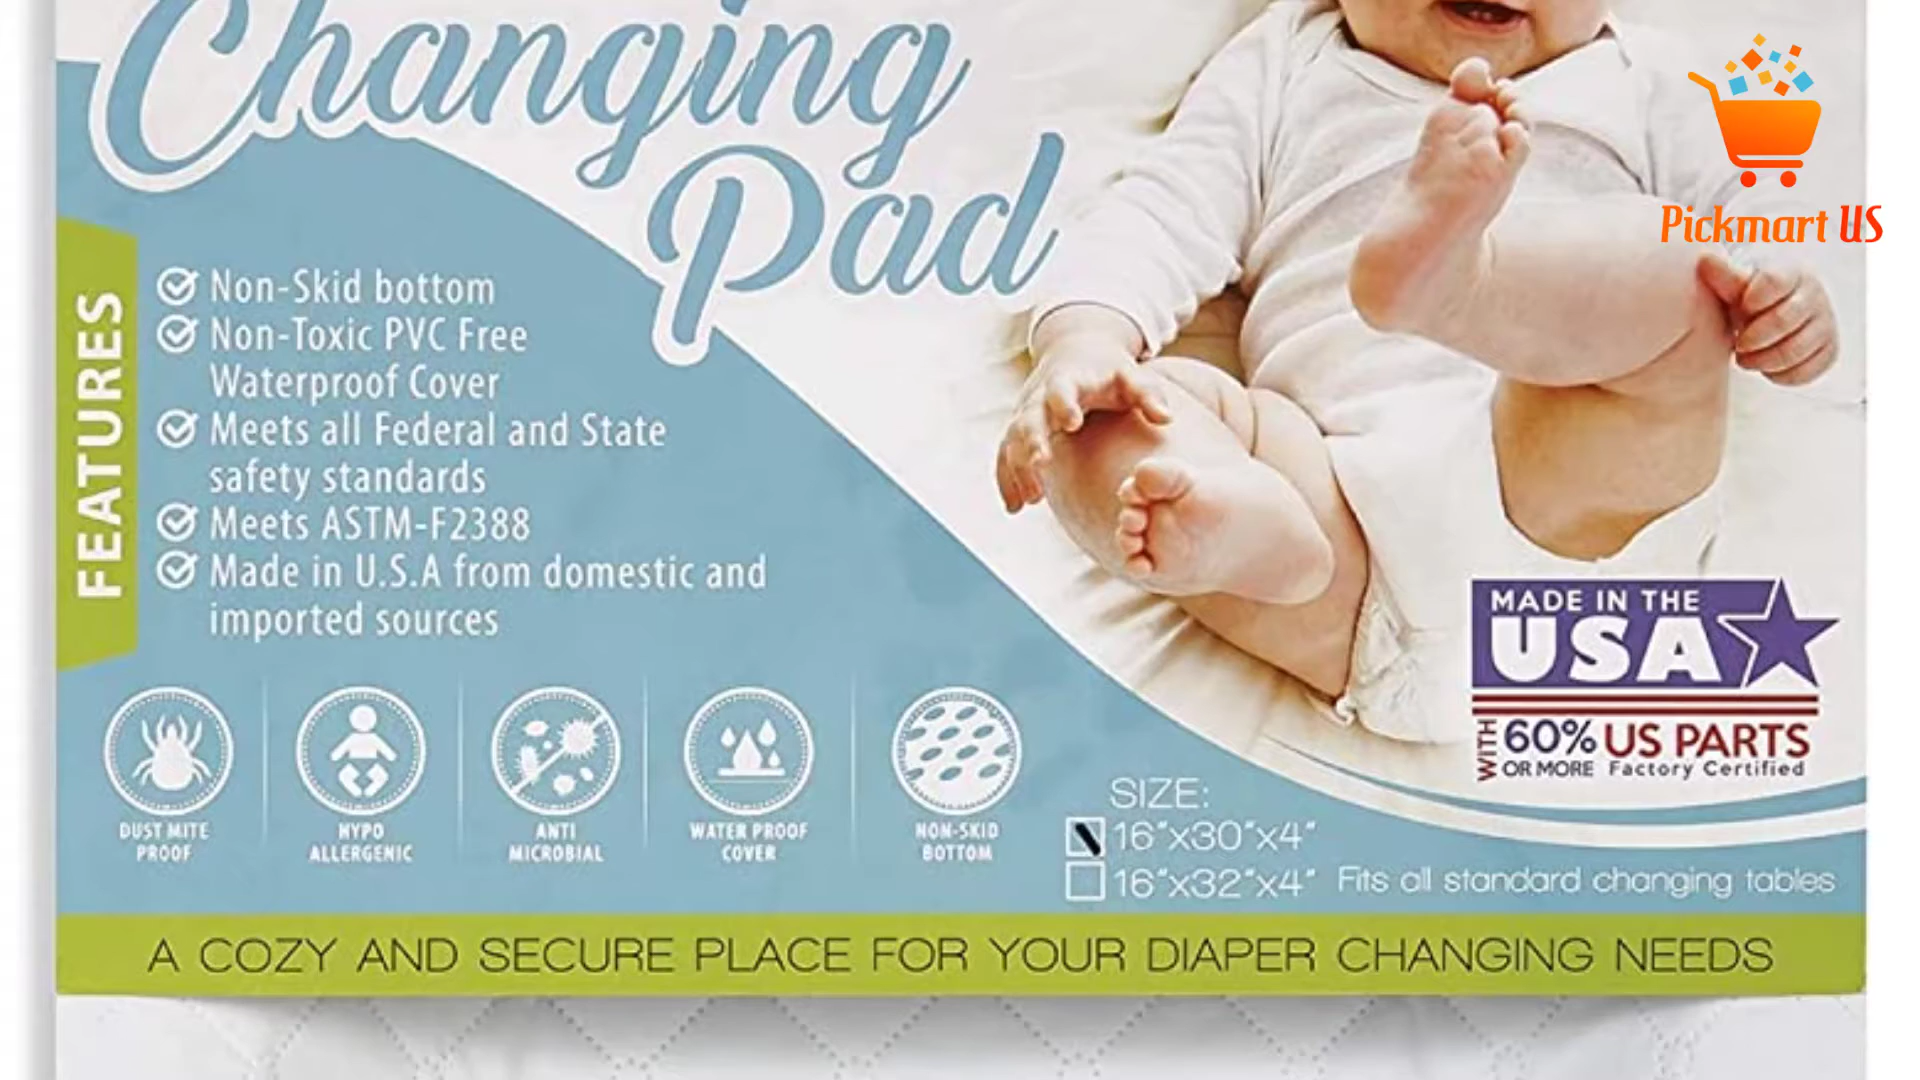 Changing
Pad
Pickmart US
FEATURES
Non-Skid bottom
Non-Toxic PVC Free
Waterproof Cover
Meets all Federal and State
safety standards
Meets ASTM-F2388
Made in U.S.A from domestic and
imported sources
MADE IN THE
USA
WITH 60% US PARTS
OR MORE Factory Certified
DUST MITE
PROOF
HYPO
ALLERGENIC
ANTI
MICROBIAL
WATER PROOF
COVER
NON-SKID
BOTTOM
SIZE:
16"x30"x4"
16"x32"x4" Fits all standard changing tables
A COZY AND SECURE PLACE FOR YOUR DIAPER CHANGING NEEDS